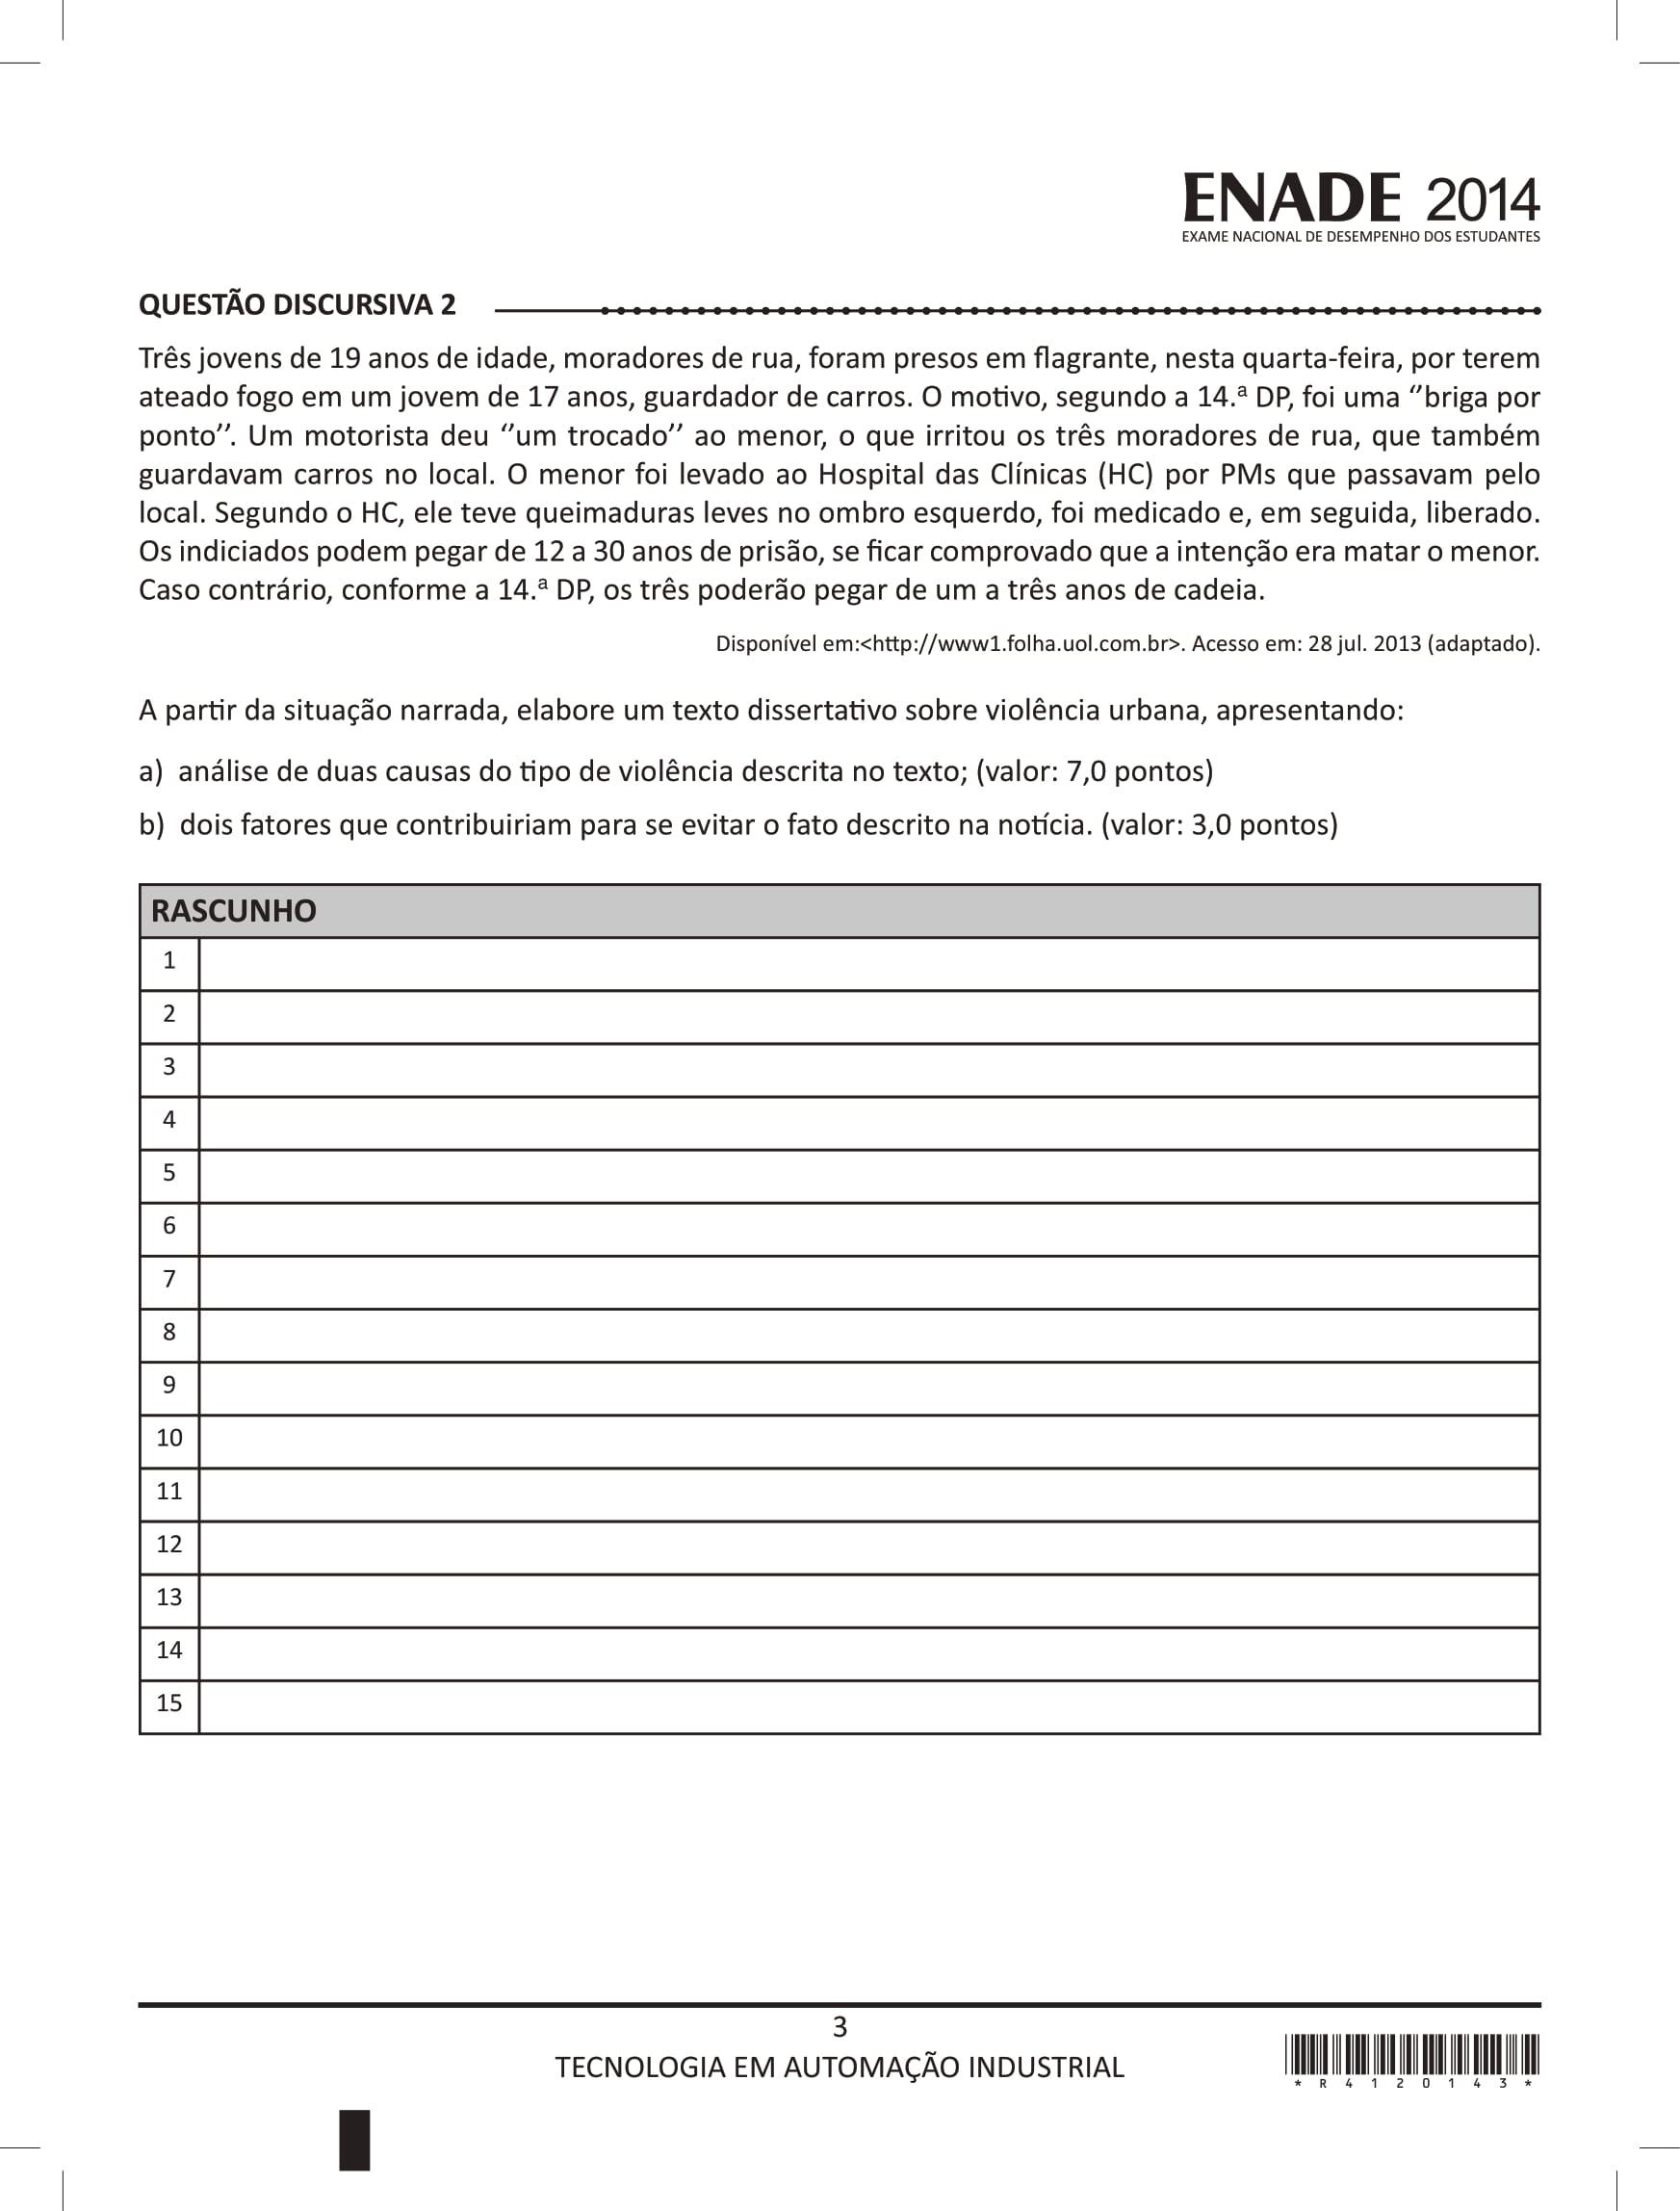 ENADE 2014
EXAME NACIONAL DE DESEMPENHO DOS ESTUDANTES
QUESTÃO DISCURSIVA 2
Três jovens de 19 anos de idade, moradores de rua, foram presos em flagrante, nesta quarta-feira, por terem
ateado fogo em um jovem de 17 anos, guardador de carros. O motivo, segundo a 14.ª DP, foi uma ‘‘briga por
ponto’’. Um motorista deu ‘‘um trocado’’ ao menor, o que irritou os três moradores de rua, que também
guardavam carros no local. O menor foi levado ao Hospital das Clínicas (HC) por PMs que passavam pelo
local. Segundo o HC, ele teve queimaduras leves no ombro esquerdo, foi medicado e, em seguida, liberado.
Os indiciados podem pegar de 12 a 30 anos de prisão, se ficar comprovado que a intenção era matar o menor.
Caso contrário, conforme a 14.ª DP, os três poderão pegar de um a três anos de cadeia.
Disponível em:<http://www1.folha.uol.com.br>. Acesso em: 28 jul. 2013 (adaptado).
A partir da situação narrada, elabore um texto dissertativo sobre violência urbana, apresentando:
a) análise de duas causas do tipo de violência descrita no texto; (valor: 7,0 pontos)
b) dois fatores que contribuiriam para se evitar o fato descrito na notícia. (valor: 3,0 pontos)
RASCUNHO
1
2
3
4
5
6
7
8
9
10
11
12
13
14
15
3
TECNOLOGIA EM AUTOMAÇÃO INDUSTRIAL
* R 4 1 2 0 1 4 3 *